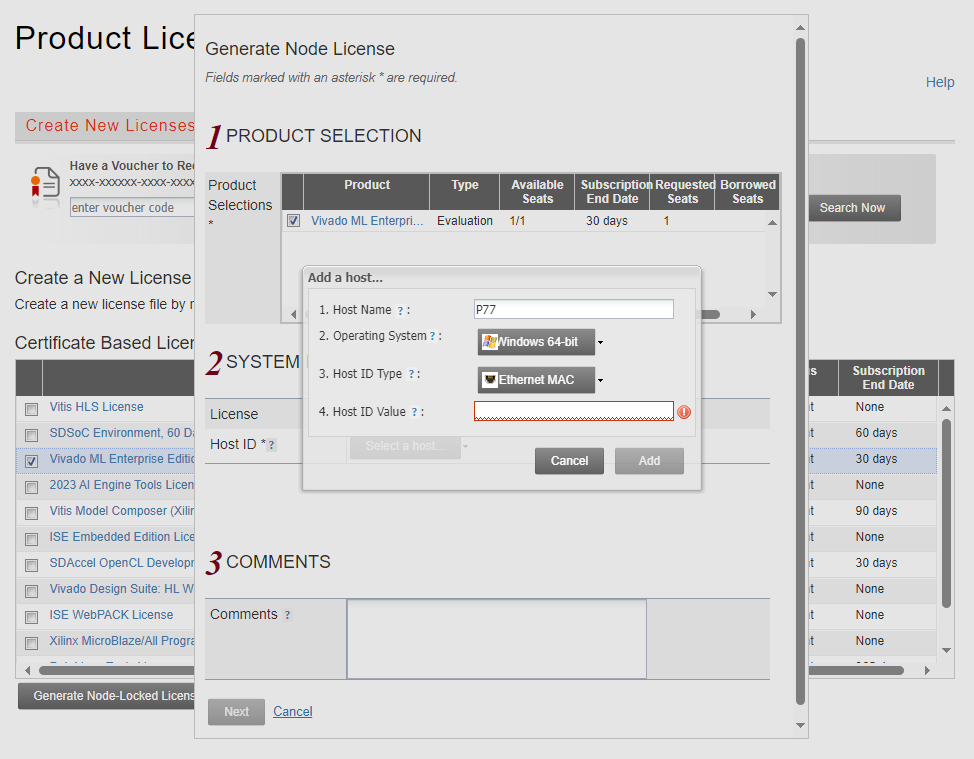 Product Lice
Help
Create New Licenses
Have a Voucher to Re
xxxx-xxxxxx-xxxx-xxx
enter voucher code
Search Now
Create a New License
Create a new license file by
Certificate Based Licen
Subscription
End Date
Vitis HLS License
None
SDSoC Environment, 60 Da
60 days
Vivado ML Enterprise Editio
30 days
2023 AI Engine Tools Licen
None
Vitis Model Composer (Xilin
90 days
ISE Embedded Edition Lice
None
SDAccel OpenCL Developm
30 days
Vivado Design Suite: HL W
None
ISE WebPACK License
None
Xilinx MicroBlaze/All Progra
None
Generate Node-Locked Licens
Generate Node License
Fields marked with an asterisk * are required.
1 PRODUCT SELECTION
Product
Selections
*
Product Type Available Seats Subscription End Date Requested Seats Borrowed Seats
Vivado ML Enterpri... Evaluation 1/1 30 days 1
2 SYSTEM
License
Host ID * ?
Select a host...
Add a host...
1. Host Name ? :
P77
2. Operating System ? :
Windows 64-bit
3. Host ID Type ? :
Ethernet MAC
4. Host ID Value ? :
Cancel
Add
3 COMMENTS
Comments ?
Next
Cancel